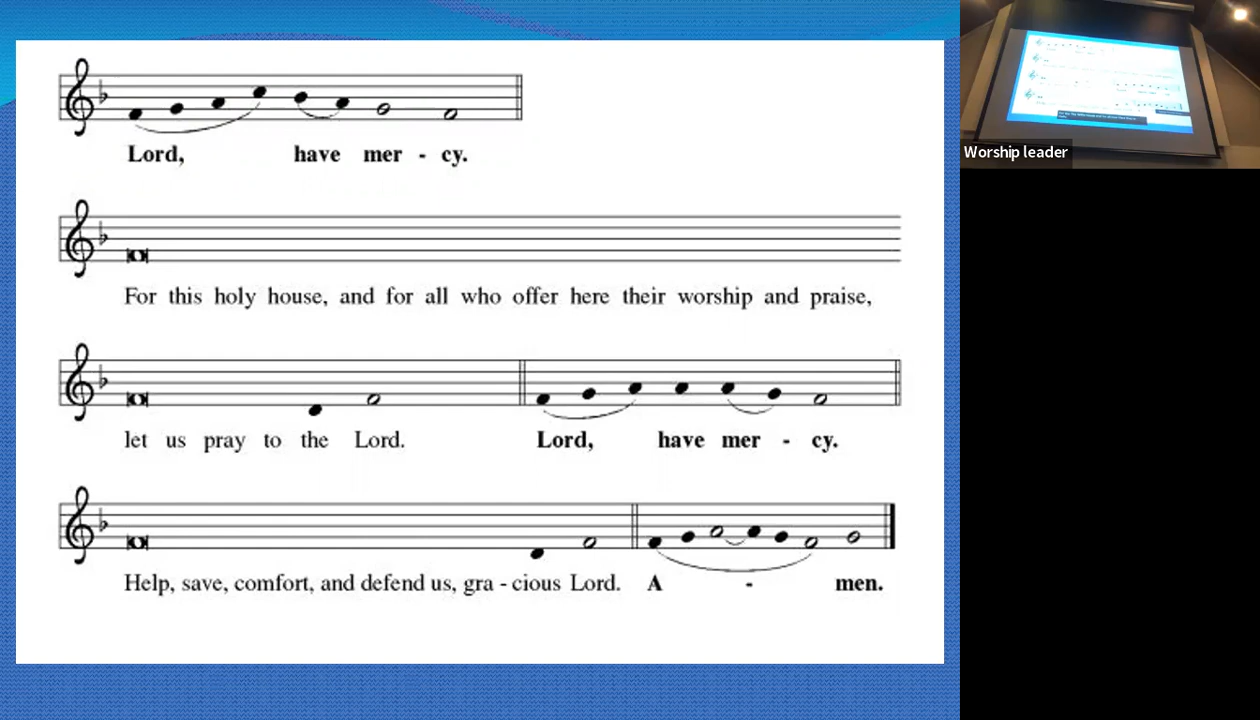 Lord, have mer - cy.
For this holy house, and for all who offer here their worship and praise,
let us pray to the Lord. Lord, have mer - cy.
Help, save, comfort, and defend us, gra - cious Lord. A - men.
Worship leader